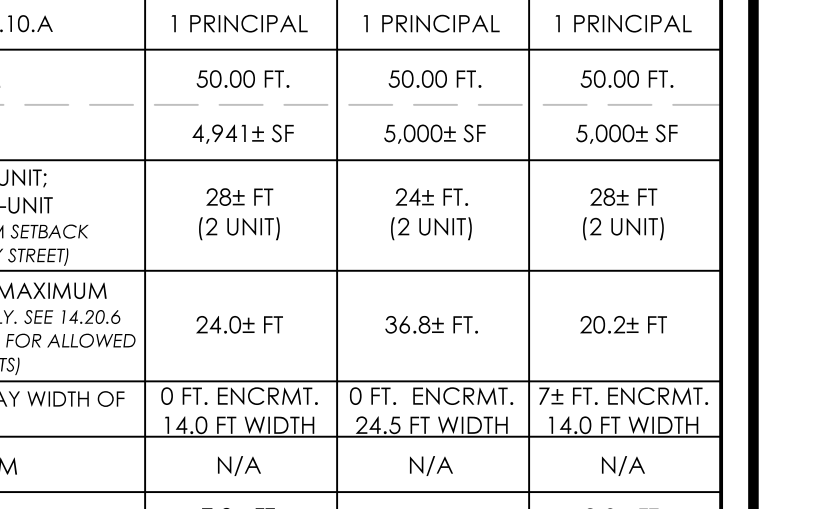 .10.A 1 PRINCIPAL 1 PRINCIPAL 1 PRINCIPAL
50.00 FT. 50.00 FT. 50.00 FT.
4,941± SF 5,000± SF 5,000± SF
UNIT;
-UNIT
M SETBACK
Y STREET)
28± FT 24± FT. 28± FT
(2 UNIT) (2 UNIT) (2 UNIT)
MAXIMUM
LY. SEE 14.20.6
FOR ALLOWED
TS)
24.0± FT 36.8± FT. 20.2± FT
AY WIDTH OF
0 FT. ENCRMT. 0 FT. ENCRMT. 7± FT. ENCRMT.
14.0 FT WIDTH 24.5 FT WIDTH 14.0 FT WIDTH
M N/A N/A N/A